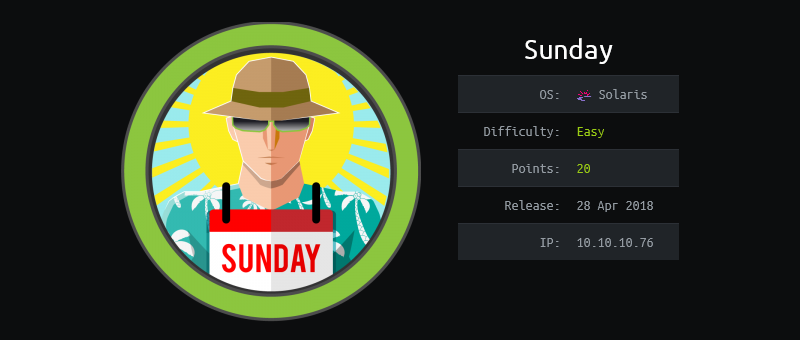 Sunday
OS: Solaris
Difficulty: Easy
Points: 20
Release: 28 Apr 2018
IP: 10.10.10.76
SUNDAY